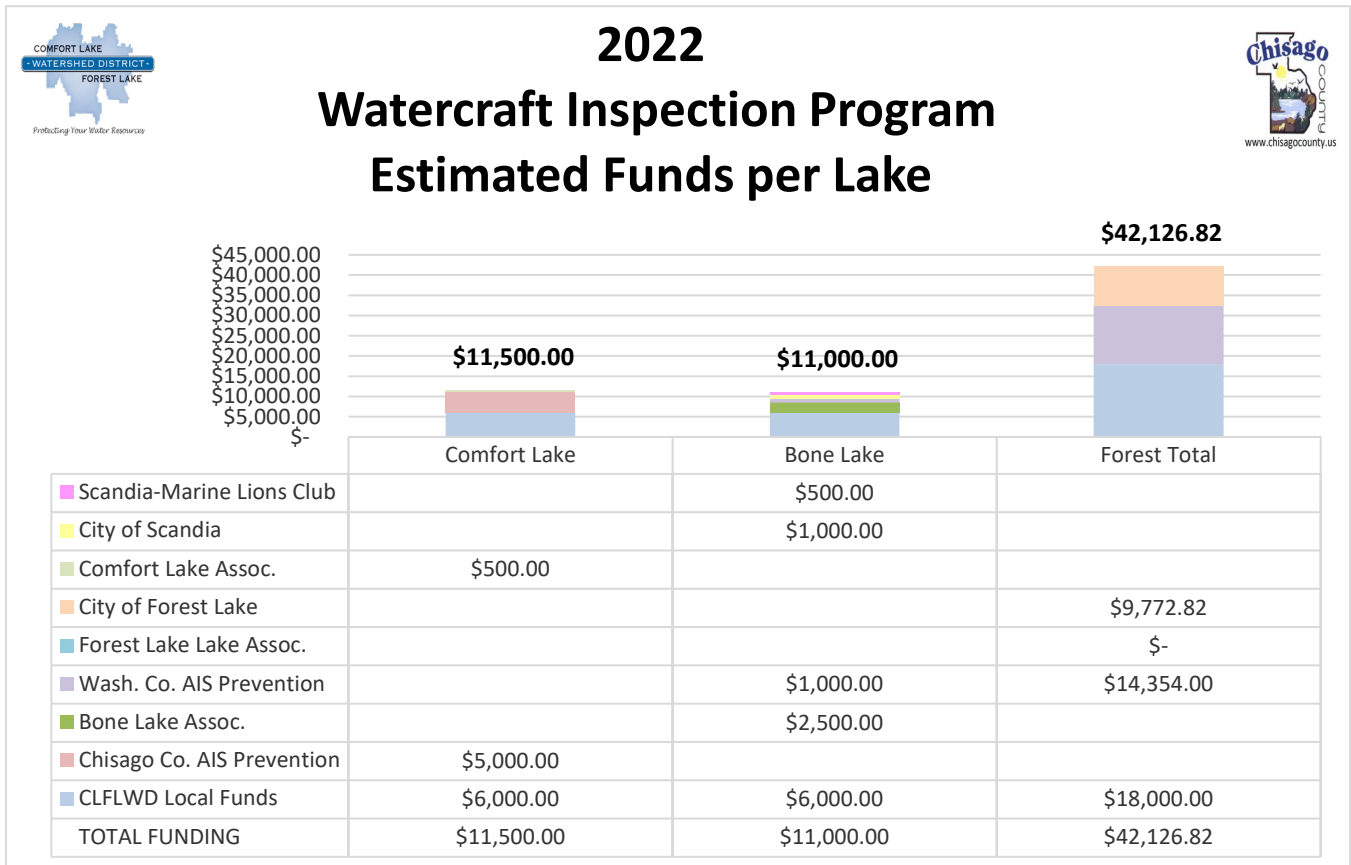 COMFORT LAKE
- WATERSHED DISTRICT -
FOREST LAKE
Protecting Your Water Resources
2022
Watercraft Inspection Program
Estimated Funds per Lake
Chisago
COUNTY
www.chisagocounty.us
$45,000.00
$40,000.00
$35,000.00
$30,000.00
$25,000.00
$20,000.00
$15,000.00
$10,000.00
$5,000.00
$-
$11,500.00
$11,000.00
$42,126.82
Comfort Lake Bone Lake Forest Total
Scandia-Marine Lions Club $500.00
City of Scandia $1,000.00
Comfort Lake Assoc. $500.00
City of Forest Lake $9,772.82
Forest Lake Lake Assoc. $-
Wash. Co. AIS Prevention $1,000.00 $14,354.00
Bone Lake Assoc. $2,500.00
Chisago Co. AIS Prevention $5,000.00
CLFLWD Local Funds $6,000.00 $6,000.00 $18,000.00
TOTAL FUNDING $11,500.00 $11,000.00 $42,126.82